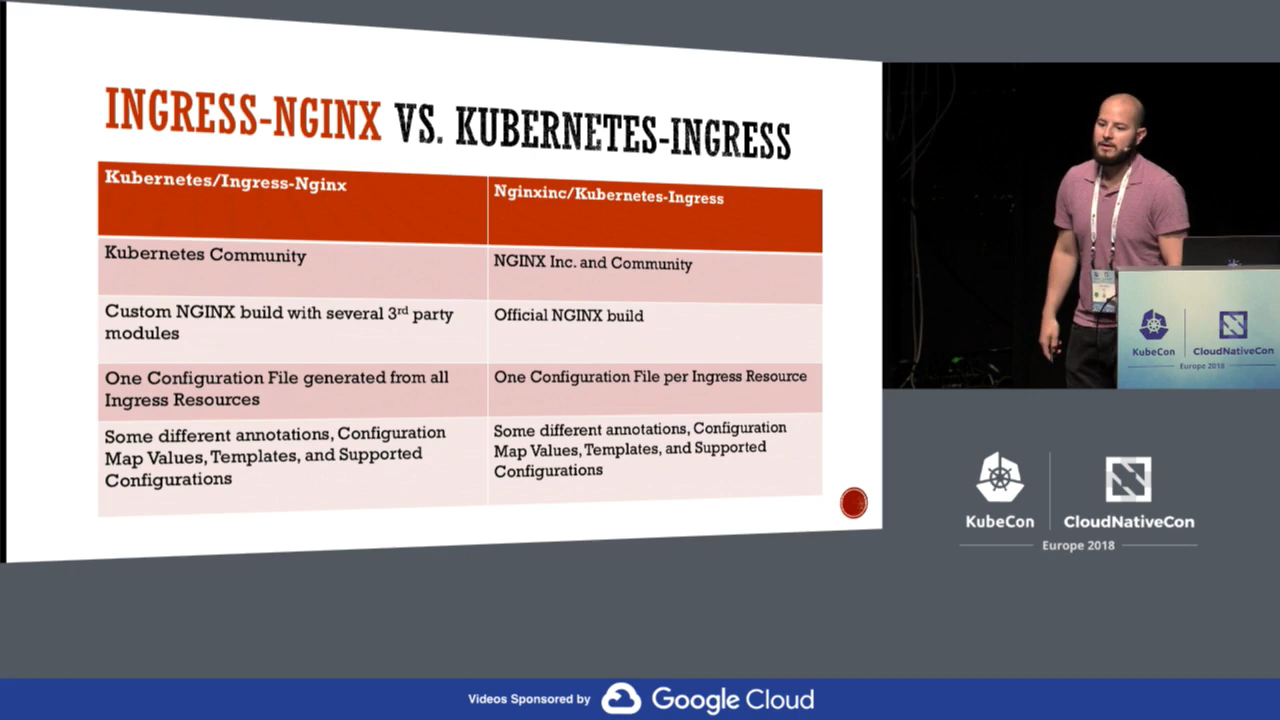 INGRESS-NGINX VS. KUBERNETES-INGRESS
Kubernetes/Ingress-Nginx
Nginxinc/Kubernetes-Ingress
Kubernetes Community
NGINX Inc. and Community
Custom NGINX build with several 3rd party
modules
Official NGINX build
One Configuration File generated from all
Ingress Resources
One Configuration File per Ingress Resource
Some different annotations, Configuration
Map Values, Templates, and Supported
Configurations
Some different annotations, Configuration
Map Values, Templates, and Supported
Configurations
KubeCon
CloudNativeCon
Europe 2018
KubeCon
CloudNativeCon
Europe 2018
Videos Sponsored by
Google Cloud